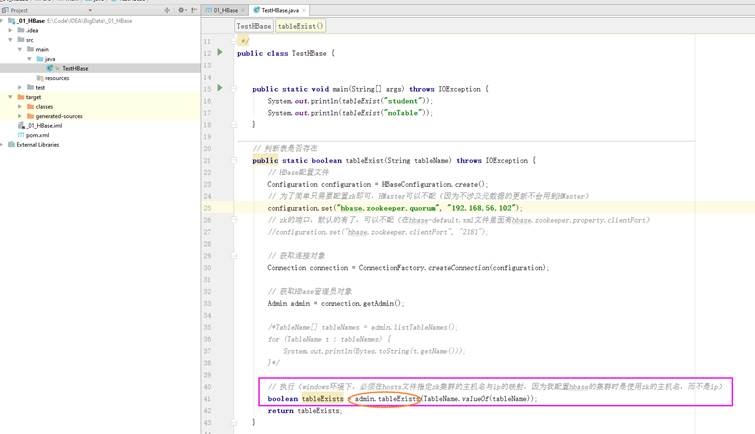 Project
01_HBase
TestHBase.java
_01_HBase E:\Code\IDEA\BigData\_01_HBase
.idea
src
main
java
TestHBase
resources
test
target
classes
generated-sources
_01_HBase.iml
pom.xml
External Libraries
TestHBase
tableExist()
11 */
12 public class TestHBase {
13
14
15 public static void main(String[] args) throws IOException {
16 System.out.println(tableExist("student"));
17 System.out.println(tableExist("noTable"));
18 }
19
20 // 判断表是否存在
21 public static boolean tableExist(String tableName) throws IOException {
22 // HBase配置文件
23 Configuration configuration = HBaseConfiguration.create();
24 // 为了简单只需要配置zk即可，HMaster可以不配（因为不涉及元数据的更新不会用到HMaster）
25 configuration.set("hbase.zookeeper.quorum", "192.168.56.102");
26 // zk的端口，默认的有了，可以不配（在hbase-default.xml文件里面有hbase.zookeeper.property.clientPort）
27 //configuration.set("hbase.zookeeper.clientPort", "2181");
28
29 // 获取连接对象
30 Connection connection = ConnectionFactory.createConnection(configuration);
31
32 // 获取HBase管理员对象
33 Admin admin = connection.getAdmin();
34
35 /*TableName[] tableNames = admin.listTableNames();
36 for (TableName t : tableNames) {
37 System.out.println(Bytes.toString(t.getName()));
38 }*/
39
40 // 执行（windows环境下，必须在hosts文件指定zk集群的主机名与ip的映射，因为我配置hbase的集群时是使用zk的主机名，而不是ip）
41 boolean tableExists = admin.tableExists(TableName.valueOf(tableName));
42 return tableExists;
43 }